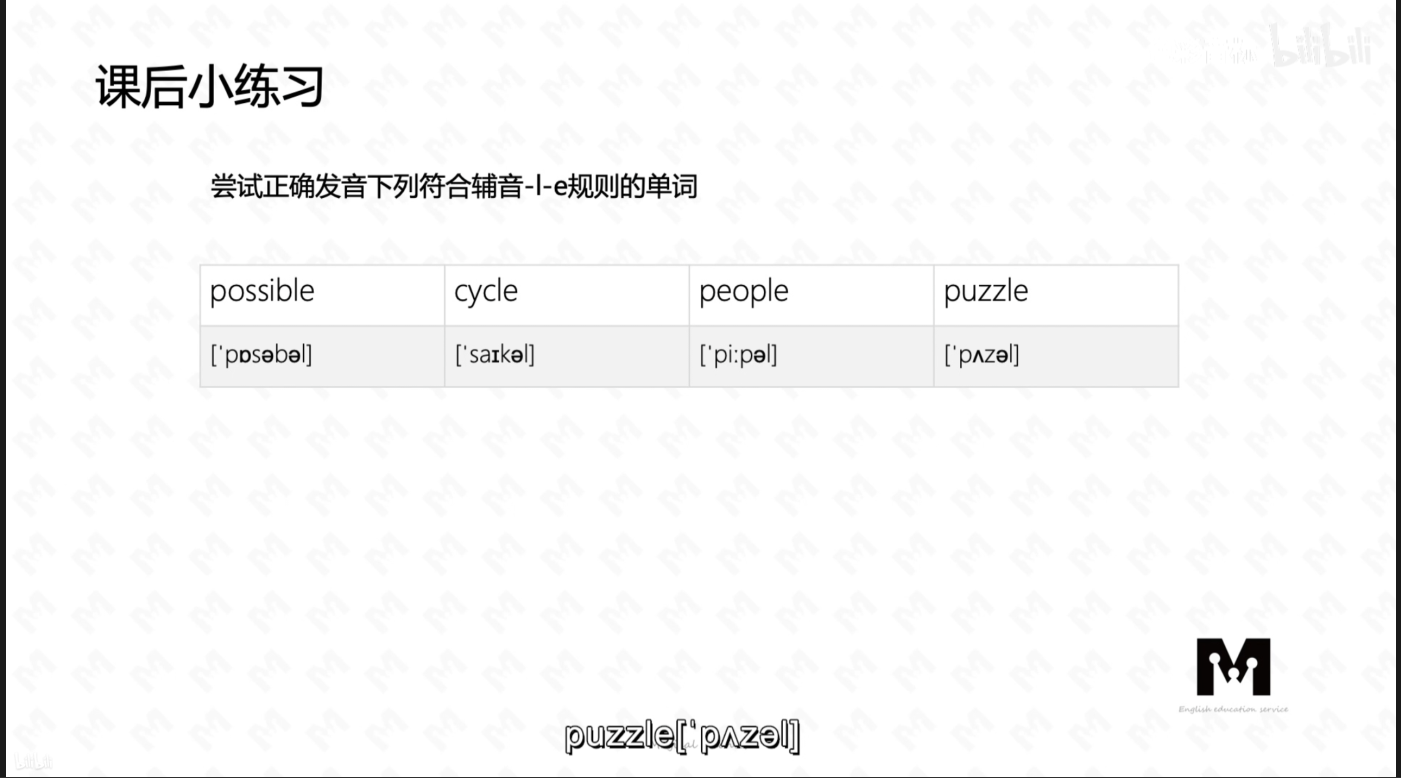 bilibili
课后小练习
尝试正确发音下列符合辅音-l-e规则的单词
possible cycle people puzzle
[ˈpɒsəbəl] [ˈsaɪkəl] [ˈpi:pəl] [ˈpʌzəl]
M
English education service
puzzle[ˈpʌzəl]
bilibili